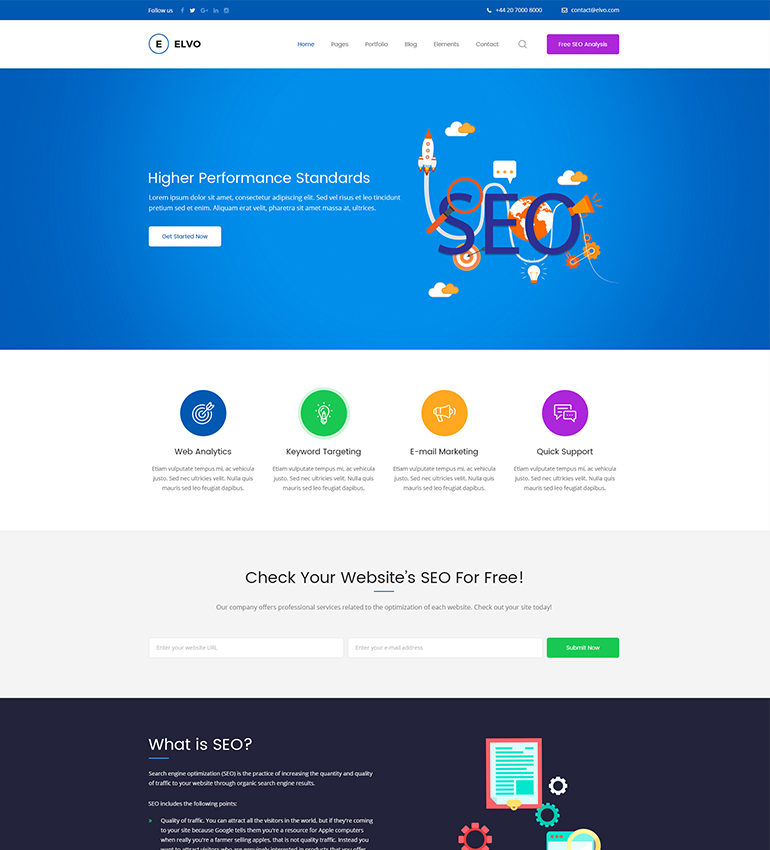 Follow us
+44 20 7000 8000
contact@elvo.com
E ELVO
Home Pages Portfolio Blog Elements Contact
Free SEO Analysis
Higher Performance Standards
Lorem ipsum dolor sit amet, consectetur adipiscing elit. Sed vel risus et leo tincidunt
pretium sed et enim. Aliquam erat velit, pharetra sit amet massa at, ultrices.
Get Started Now
SEO
Web Analytics
Etiam vulputate tempus mi, ac vehicula
justo. Sed nec ultricies velit. Nulla quis
mauris sed leo feugiat dapibus.
Keyword Targeting
Etiam vulputate tempus mi, ac vehicula
justo. Sed nec ultricies velit. Nulla quis
mauris sed leo feugiat dapibus.
E-mail Marketing
Etiam vulputate tempus mi, ac vehicula
justo. Sed nec ultricies velit. Nulla quis
mauris sed leo feugiat dapibus.
Quick Support
Etiam vulputate tempus mi, ac vehicula
justo. Sed nec ultricies velit. Nulla quis
mauris sed leo feugiat dapibus.
Check Your Website's SEO For Free!
Our company offers professional services related to the optimization of each website. Check out your site today!
Enter your website URL
Enter your e-mail address
Submit Now
What is SEO?
Search engine optimization (SEO) is the practice of increasing the quantity and quality
of traffic to your website through organic search engine results.
SEO includes the following points:
Quality of traffic. You can attract all the visitors in the world, but if they're coming
to your site because Google tells them you're a resource for Apple computers
when really you're a farmer selling apples, that is not quality traffic. Instead you
want to attract visitors who are genuinely interested in products that you offer.